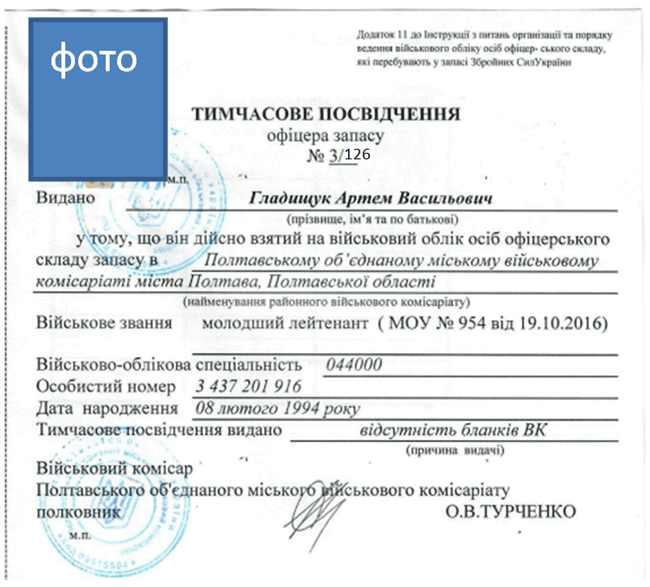 фото
Додаток 11 до Інструкції з питань організації та порядку
ведення військового обліку осіб офіцер- ського складу,
які перебувають у запасі Збройних СилУкраїни
ТИМЧАСОВЕ ПОСВІДЧЕННЯ
офіцера запасу
№ 3/126
м.п.
Видано Гладищук Артем Васильович
(прізвище, ім'я та по батькові)
у тому, що він дійсно взятий на військовий облік осіб офіцерського
складу запасу в Полтавському об'єднаному міському військовому
комісаріаті міста Полтава, Полтавської області
(найменування районного військового комісаріату)
Військове звання молодший лейтенант ( МОУ № 954 від 19.10.2016)
Військово-облікова спеціальність 044000
Особистий номер 3 437 201 916
Дата народження 08 лютого 1994 року
Тимчасове посвідчення видано відсутність бланків ВК
(причина видачі)
Військовий комісар
Полтавського об'єднаного міського військового комісаріату
полковник О.В.ТУРЧЕНКО
м.п.